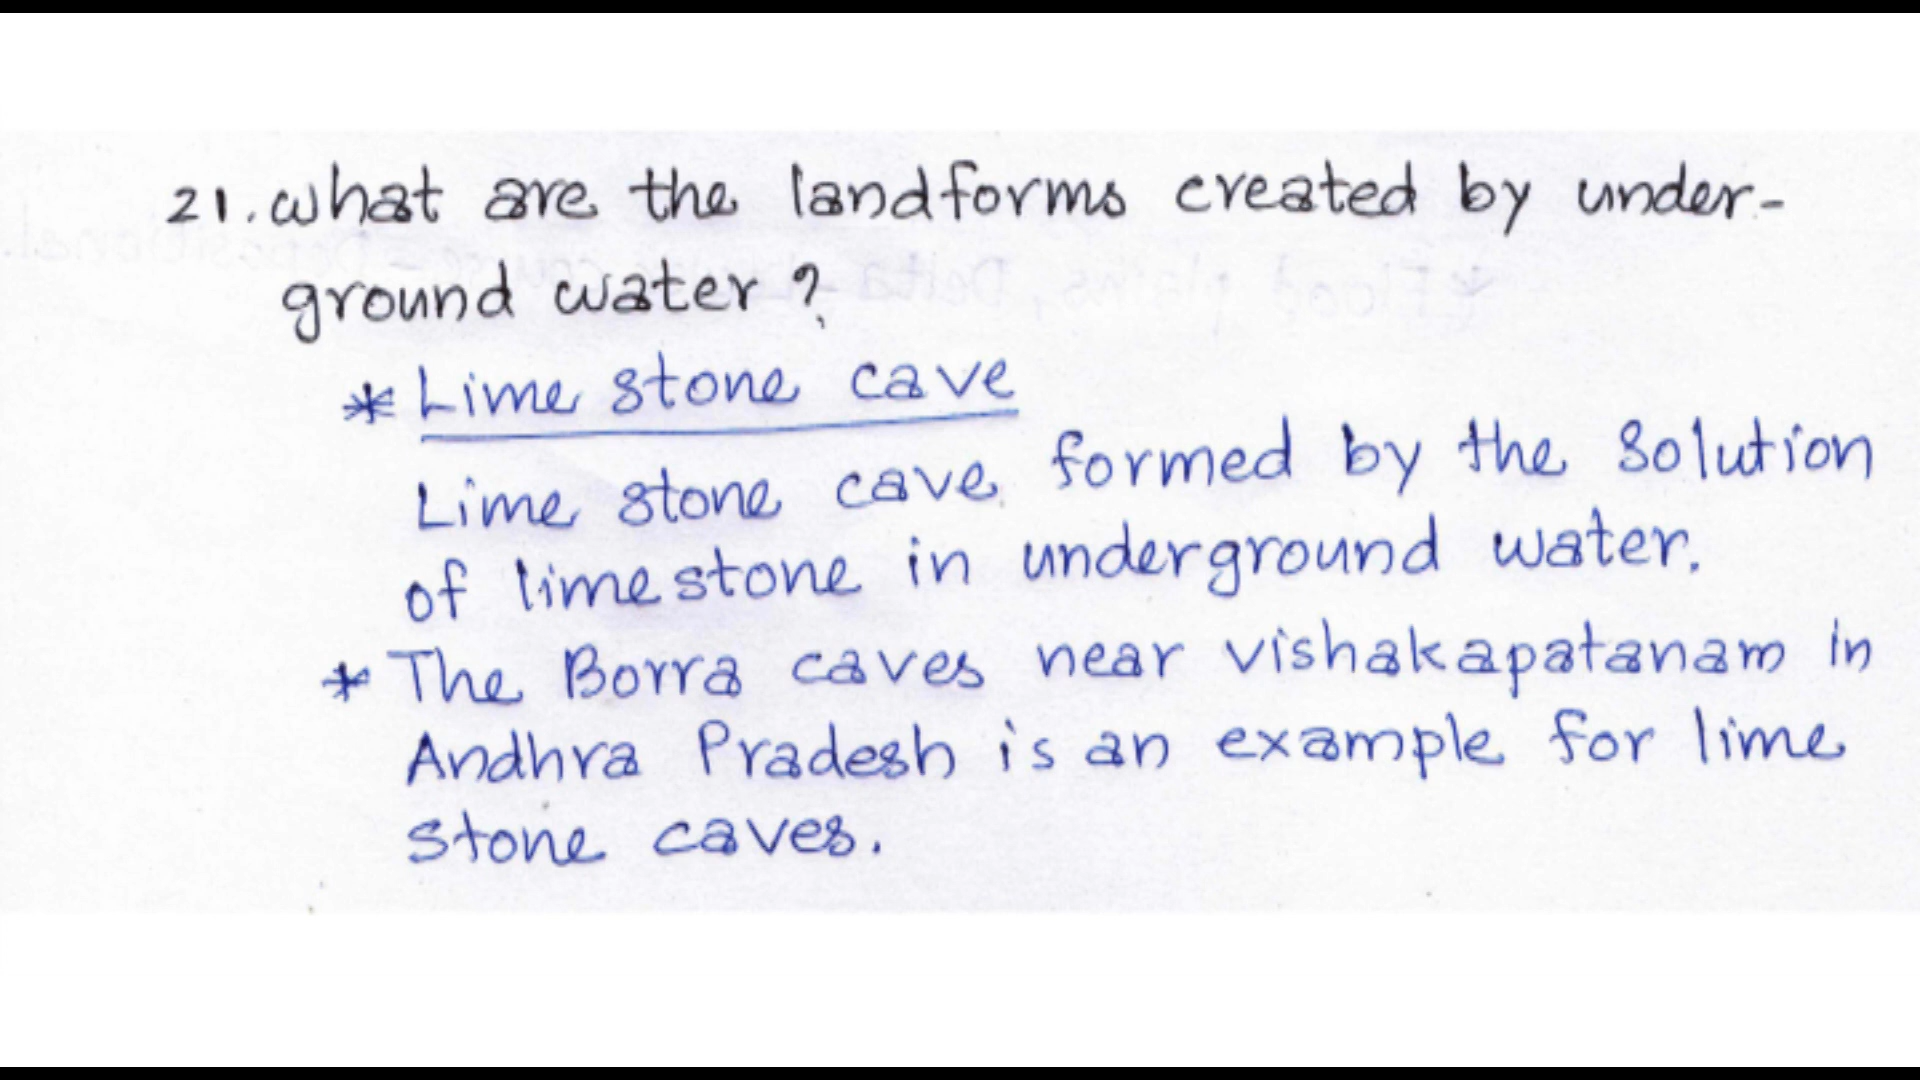 21. What are the landforms created by under-
ground water?
* Lime stone cave
Lime stone cave formed by the Solution
of limestone in underground water.
* The Borra caves near vishakapatanam in
Andhra Pradesh is an example for lime
stone caves.